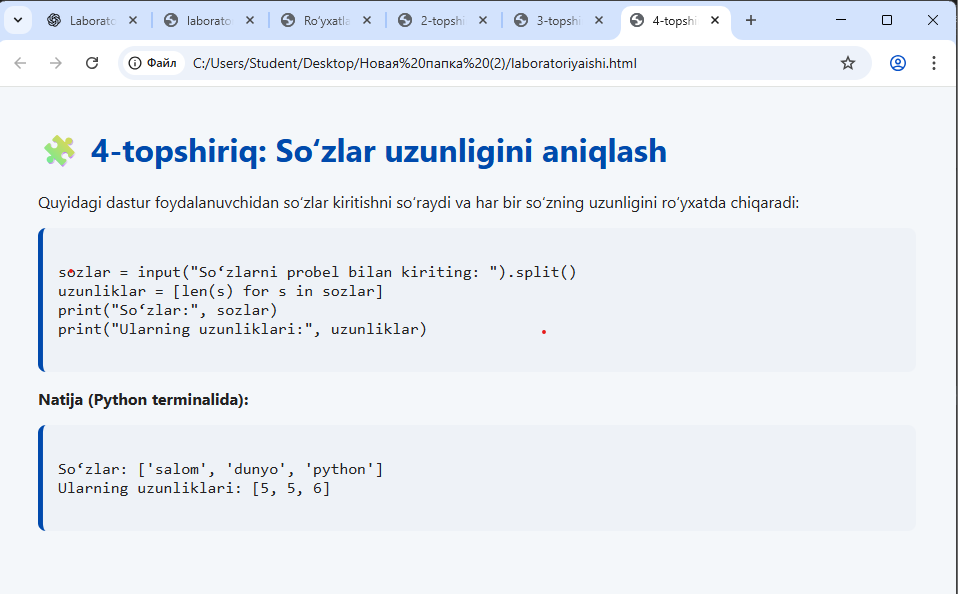 Laborato
laborato
Ro‘yxatla
2-topshi
3-topshi
4-topshi
Файл
C:/Users/Student/Desktop/Новая%20папка%20(2)/laboratoriyaishi.html
4-topshiriq: So‘zlar uzunligini aniqlash
Quyidagi dastur foydalanuvchidan so‘zlar kiritishni so‘raydi va har bir so‘zning uzunligini ro‘yxatda chiqaradi:
sozlar = input("So‘zlarni probel bilan kiriting: ").split()
uzunliklar = [len(s) for s in sozlar]
print("So‘zlar:", sozlar)
print("Ularning uzunliklari:", uzunliklar)
Natija (Python terminalida):
So‘zlar: ['salom', 'dunyo', 'python']
Ularning uzunliklari: [5, 5, 6]